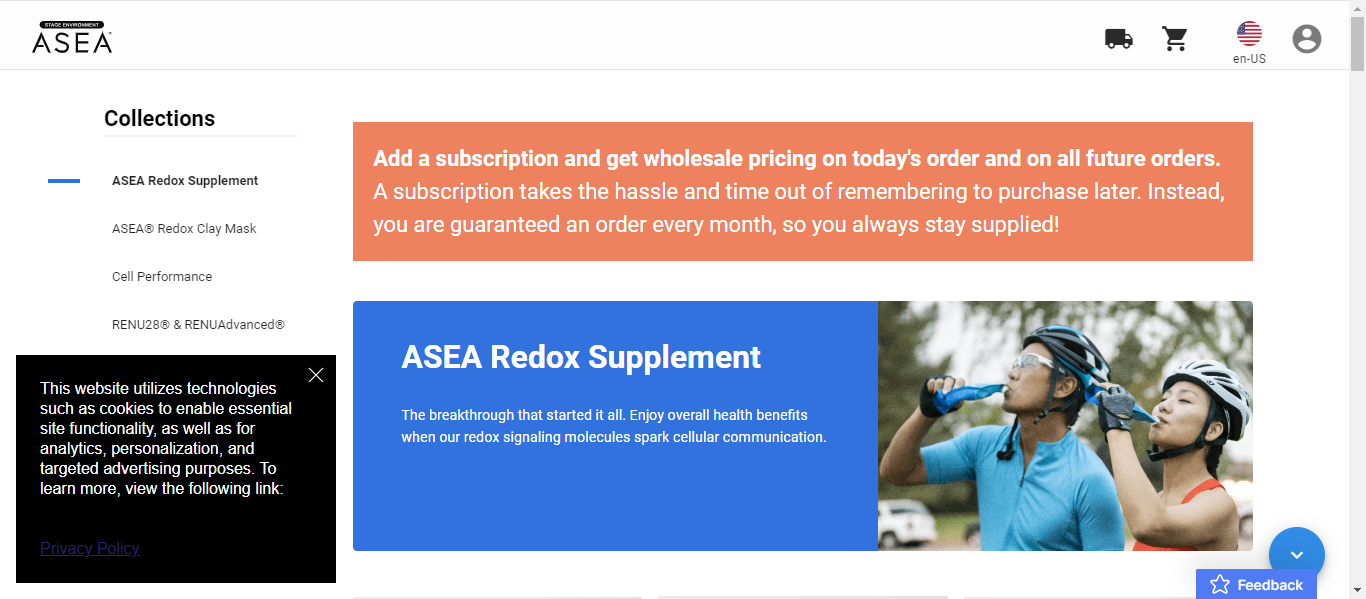 STAGE ENVIRONMENT
ASEA
en-US
Collections
ASEA Redox Supplement
ASEA® Redox Clay Mask
Cell Performance
RENU28® & RENUAdvanced®
Add a subscription and get wholesale pricing on today's order and on all future orders.
A subscription takes the hassle and time out of remembering to purchase later. Instead,
you are guaranteed an order every month, so you always stay supplied!
ASEA Redox Supplement
The breakthrough that started it all. Enjoy overall health benefits
when our redox signaling molecules spark cellular communication.
This website utilizes technologies
such as cookies to enable essential
site functionality, as well as for
analytics, personalization, and
targeted advertising purposes. To
learn more, view the following link:
Privacy Policy
Feedback